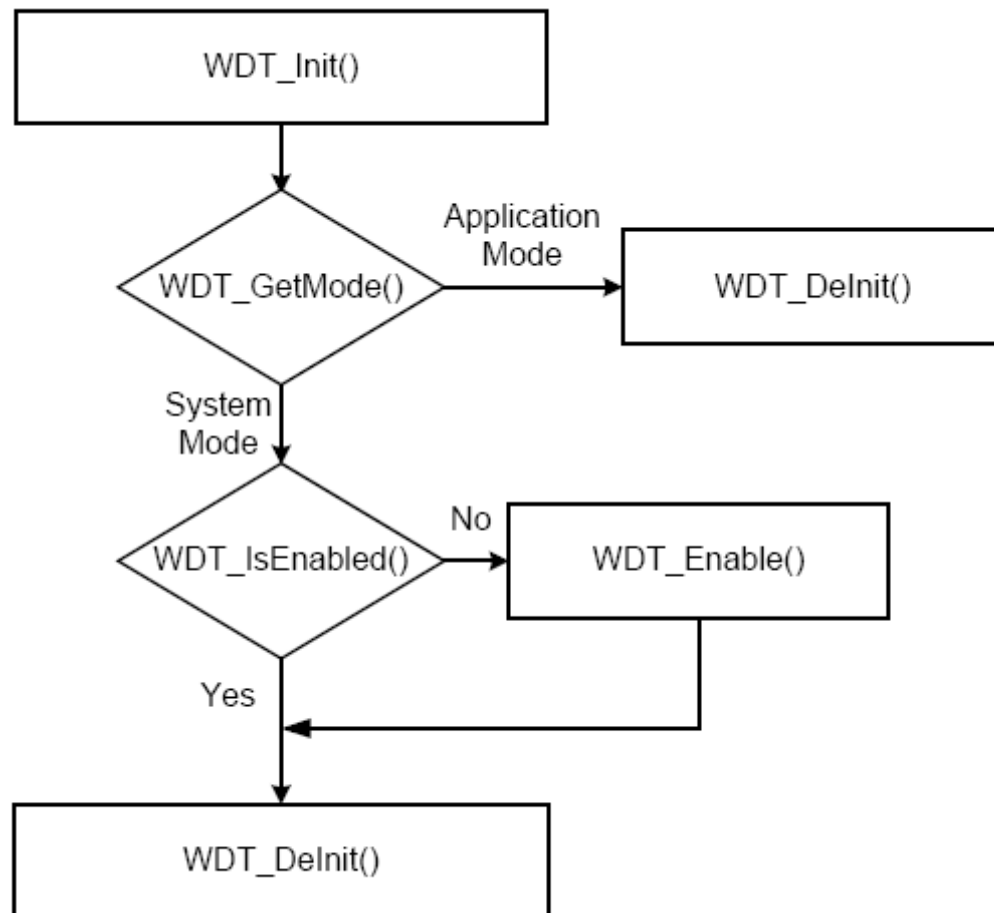 WDT_Init()
Application
Mode
WDT_GetMode()
WDT_DeInit()
System
Mode
No
WDT_IsEnabled()
WDT_Enable()
Yes
WDT_DeInit()